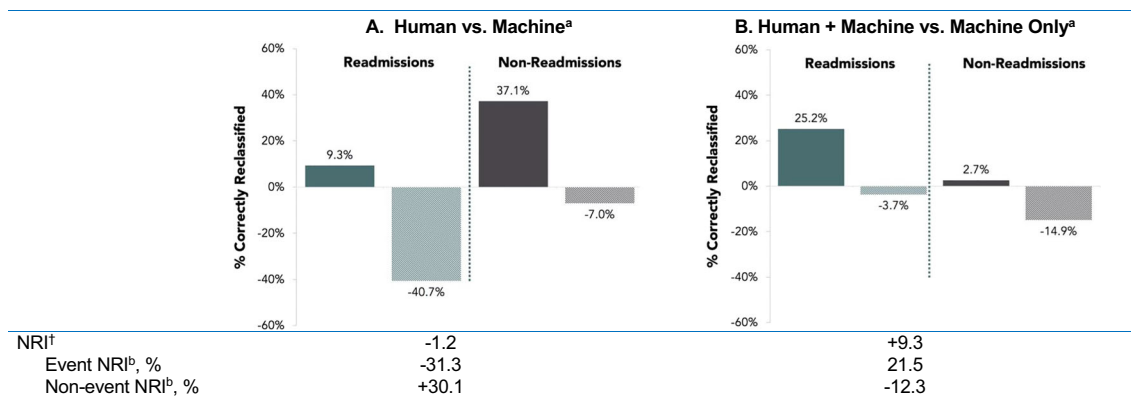 A. Human vs. Machineᵃ
60%
40%
20%
0%
-20%
-40%
-60%
% Correctly Reclassified
Readmissions
Non-Readmissions
9.3%
-40.7%
37.1%
-7.0%
B. Human + Machine vs. Machine Onlyᵃ
60%
40%
20%
0%
-20%
-40%
-60%
% Correctly Reclassified
Readmissions
Non-Readmissions
25.2%
-3.7%
2.7%
-14.9%
NRI† -1.2 +9.3
Event NRIᵇ, % -31.3 21.5
Non-event NRIᵇ, % +30.1 -12.3